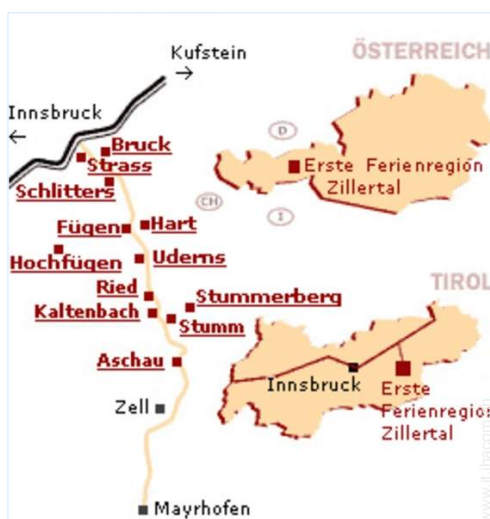 Kufstein
→
ÖSTERREICH
Innsbruck
←
Bruck
Strass
Schlitters
D
Erste Ferienregion
Zillertal
CH
I
Fügen
Hart
Hochfügen
Uderns
TIROL
Ried
Stummerberg
Kaltenbach
Stumm
Aschau
Innsbruck
Erste
Ferienregion
Zillertal
Zell
Mayrhofen